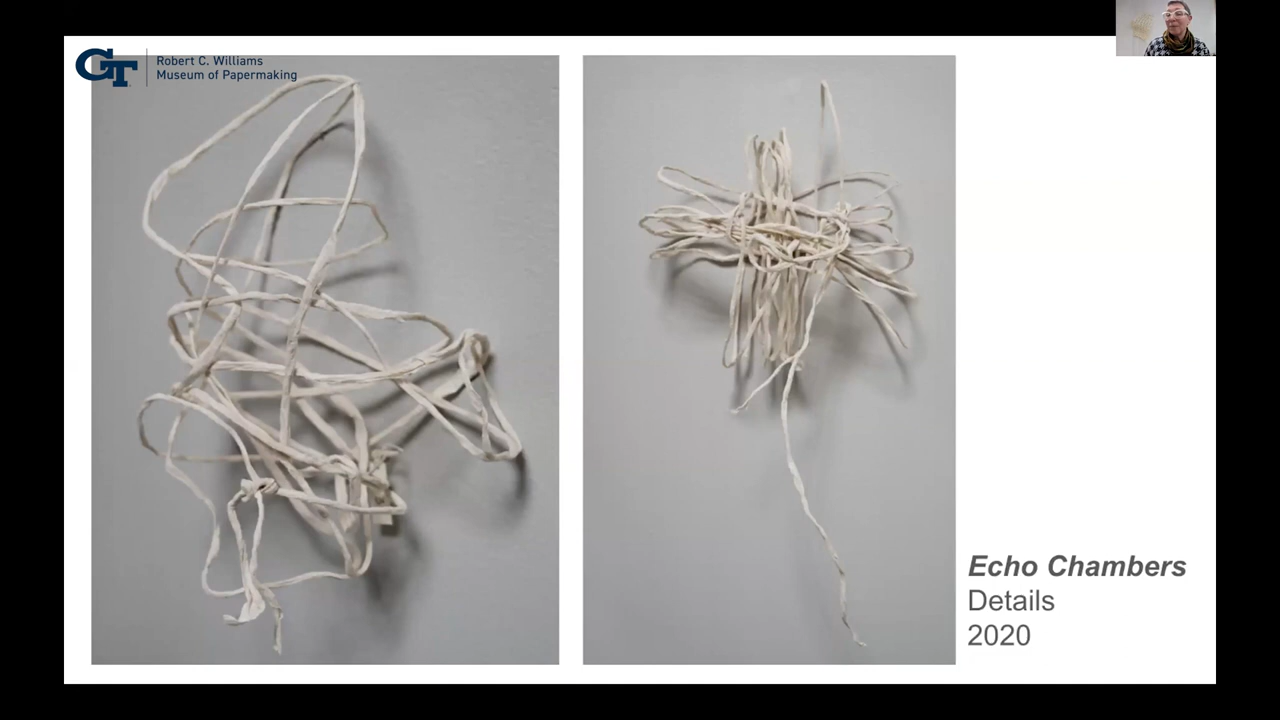 GT
Robert C. Williams
Museum of Papermaking
Echo Chambers
Details
2020